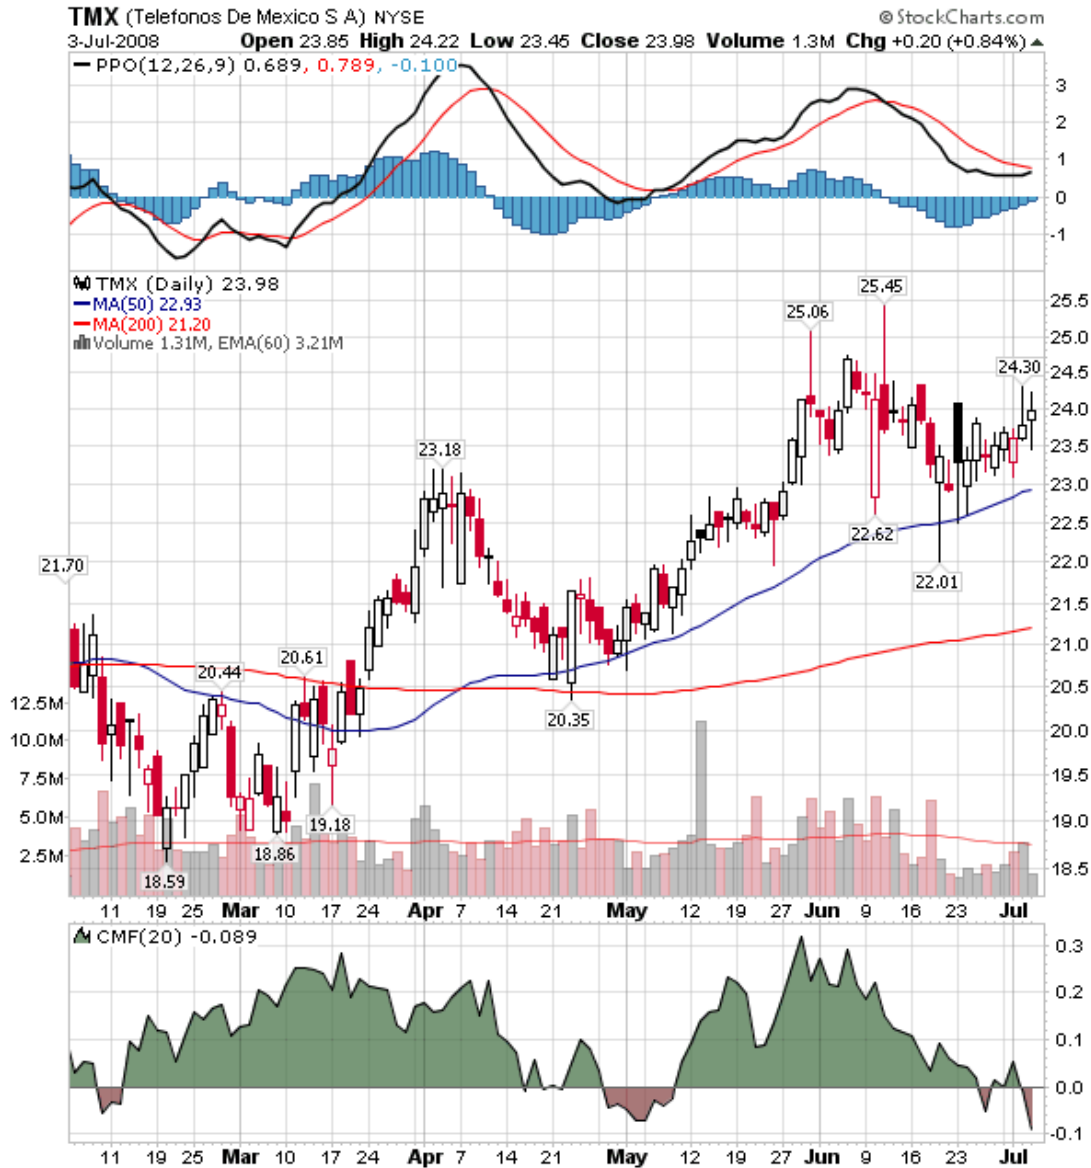 TMX (Telefonos De Mexico S A) NYSE © StockCharts.com
3-Jul-2008 Open 23.85 High 24.22 Low 23.45 Close 23.98 Volume 1.3M Chg +0.20 (+0.84%)
PPO(12,26,9) 0.689, 0.789, -0.100
3
2
1
0
-1
TMX (Daily) 23.98
MA(50) 22.93
MA(200) 21.20
Volume 1.31M, EMA(60) 3.21M
25.45
25.06
24.30
23.18
22.62
22.01
21.70
20.61
20.44
20.35
19.18
18.86
18.59
25.5
25.0
24.5
24.0
23.5
23.0
22.5
22.0
21.5
21.0
20.5
20.0
19.5
19.0
18.5
12.5M
10.0M
7.5M
5.0M
2.5M
11 19 25 Mar 10 17 24 Apr 7 14 21 May 12 19 27 Jun 9 16 23 Jul
CMF(20) -0.089
0.3
0.2
0.1
0.0
-0.1
11 19 25 Mar 10 17 24 Apr 7 14 21 May 12 19 27 Jun 9 16 23 Jul